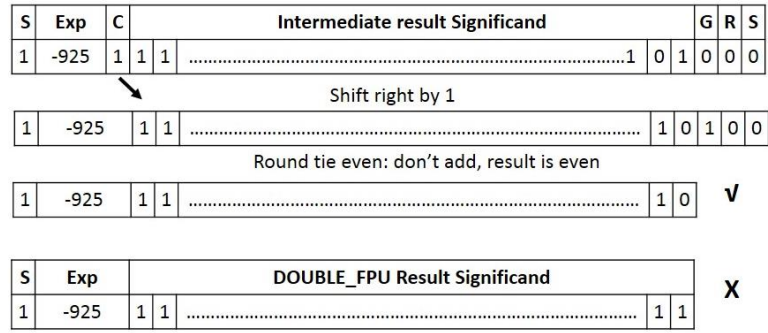 S Exp C Intermediate result Significand G R S
1 -925 1 1 1 ....................................................................1 0 1 0 0 0
Shift right by 1
1 -925 1 1 .................................................................... 1 0 1 0 0
Round tie even: don't add, result is even
1 -925 1 1 .................................................................... 1 0 √
S Exp DOUBLE_FPU Result Significand X
1 -925 1 1 .................................................................... 1 1